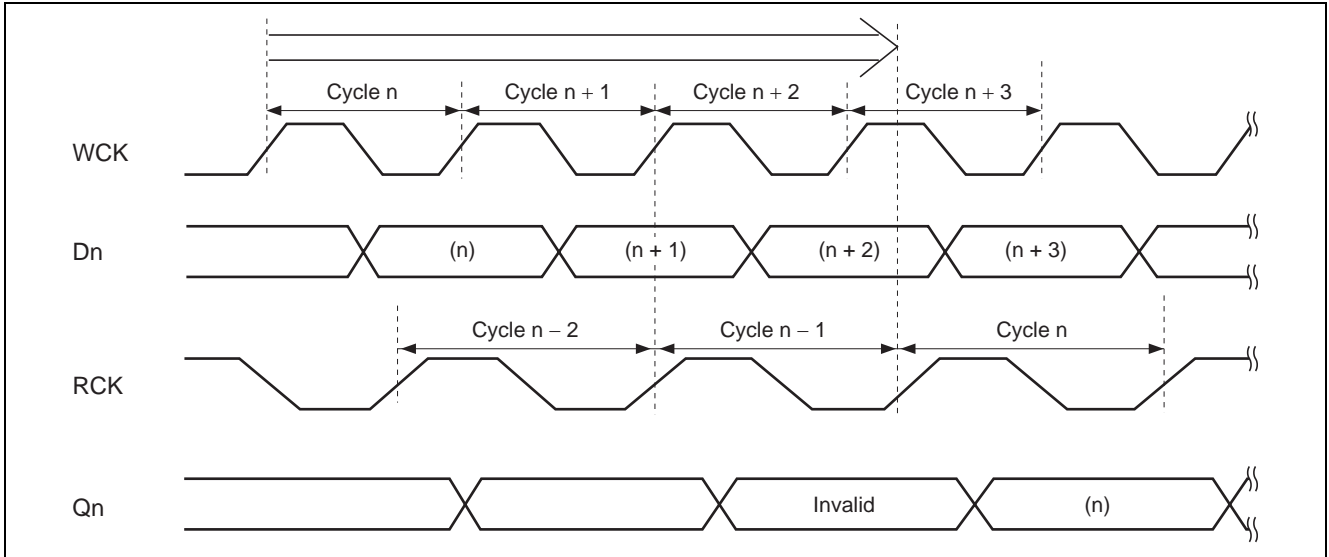 Cycle n Cycle n + 1 Cycle n + 2 Cycle n + 3
WCK
Dn (n) (n + 1) (n + 2) (n + 3)
Cycle n − 2 Cycle n − 1 Cycle n
RCK
Qn Invalid (n)